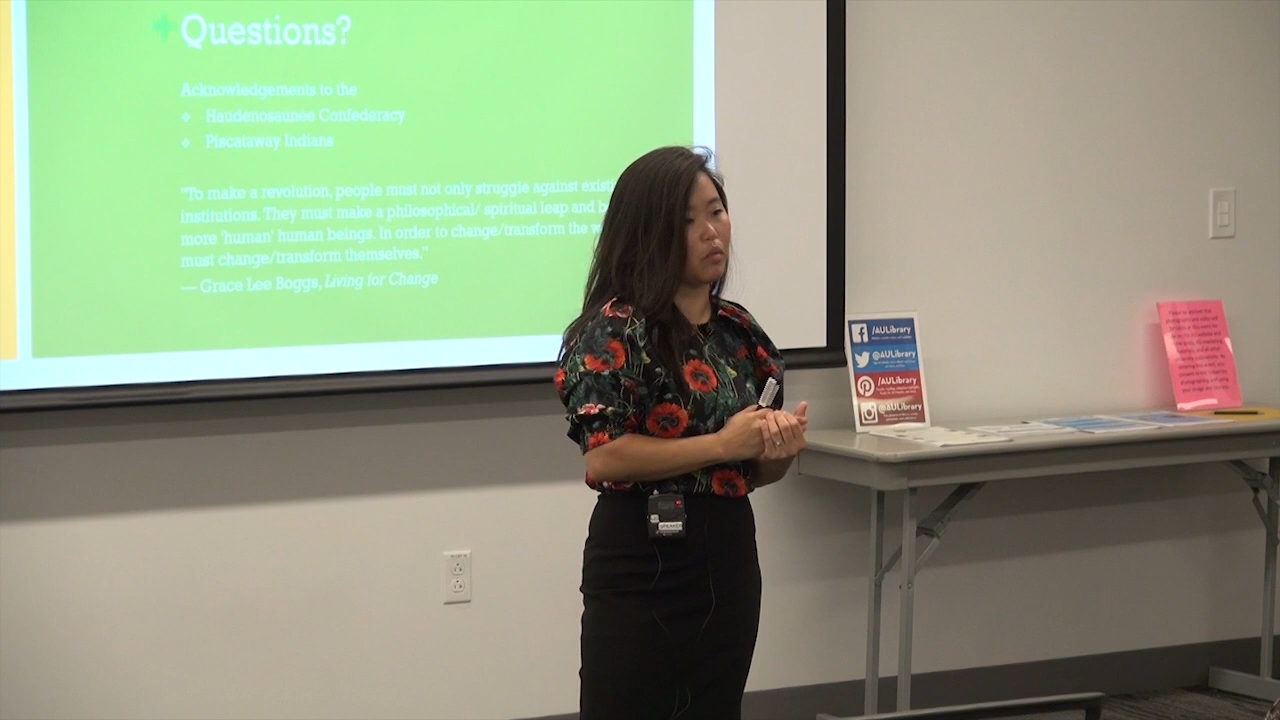 Questions?
Acknowledgements to the
Haudenosaunee Confederacy
Piscataway Indians
"To make a revolution, people must not only struggle against
institutions. They must make a philosophical/ spiritual leap and
more 'human' human beings. In order to change/transform the
must change/transform themselves."
— Grace Lee Boggs, Living for Change
/AULibrary
@AULibrary
/AULibrary
@AULibrary
SPEAKER